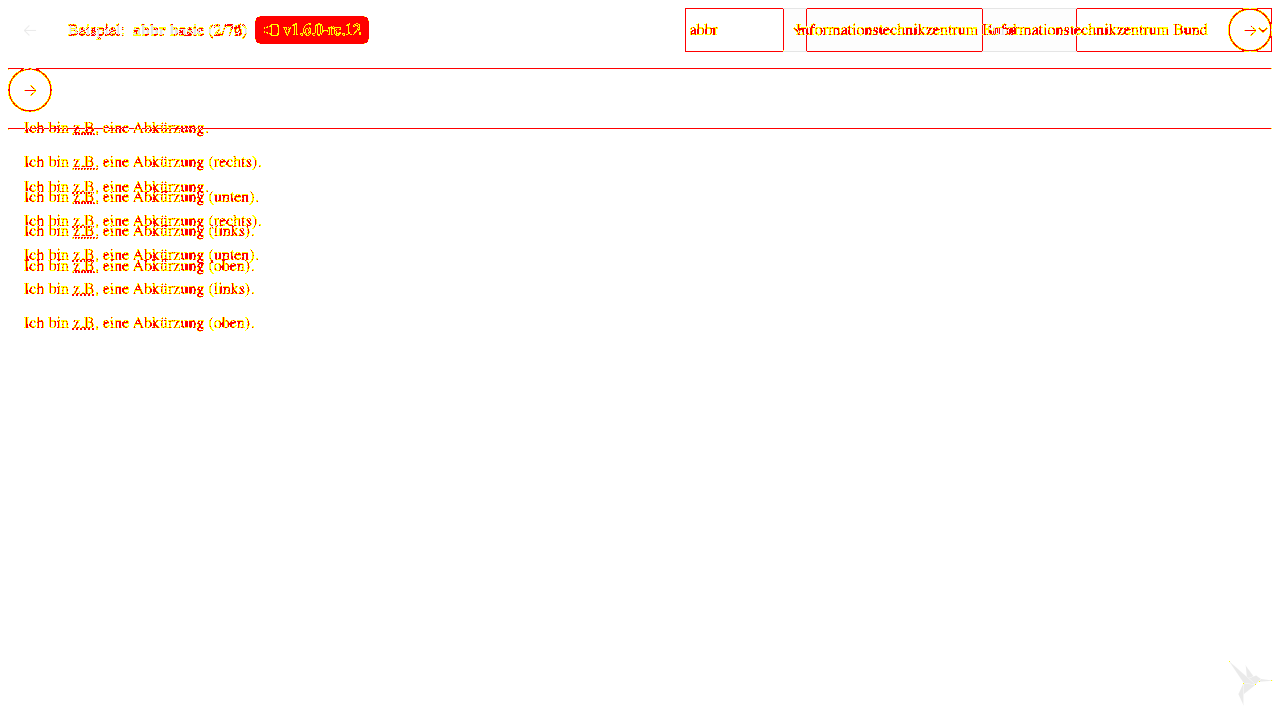 Beispiel: abbr basic (2/76) v1.6.0-rc.12 abbr Informationstechnikzentrum Bund Informationstechnikzentrum Bund
Ich bin z.B. eine Abkürzung.
Ich bin z.B. eine Abkürzung (rechts).
Ich bin z.B. eine Abkürzung.
Ich bin z.B. eine Abkürzung (unten).
Ich bin z.B. eine Abkürzung (rechts).
Ich bin z.B. eine Abkürzung (links).
Ich bin z.B. eine Abkürzung (unten).
Ich bin z.B. eine Abkürzung (oben).
Ich bin z.B. eine Abkürzung (links).
Ich bin z.B. eine Abkürzung (oben).